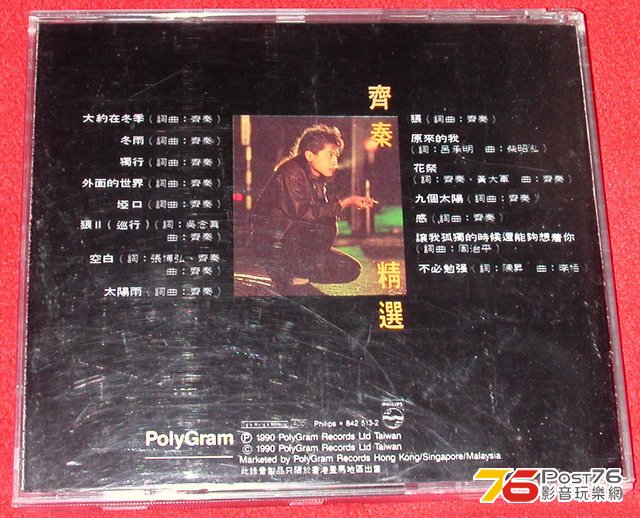 齊秦
精選
大約在冬季（詞曲：齊秦）
冬雨（詞曲：齊秦）
獨行（詞曲：齊秦）
外面的世界（詞曲：齊秦）
埡口（詞曲：齊秦）
狼II（巡行）（詞：吳念真
曲：齊秦）
空白（詞：張博弘、齊秦
曲：齊秦）
太陽雨（詞曲：齊秦）
狼（詞曲：齊秦）
原來的我
（詞：呂承明 曲：柴昭弘）
花祭
（詞：齊秦、黃大軍 曲：齊秦）
九個太陽（詞曲：齊秦）
感（詞曲：齊秦）
讓我孤獨的時候還能夠想着你
（詞曲：周治平）
不必勉强（詞：陳昇 曲：李恒）
Philips • 842 513-2
PHILIPS
PolyGram
Ⓟ 1990 PolyGram Records Ltd Taiwan
© 1990 PolyGram Records Ltd Taiwan
Marketed by PolyGram Records Hong Kong/Singapore/Malaysia
此錄音製品只限於香港星馬地區出售
76
Post76
影音玩樂網